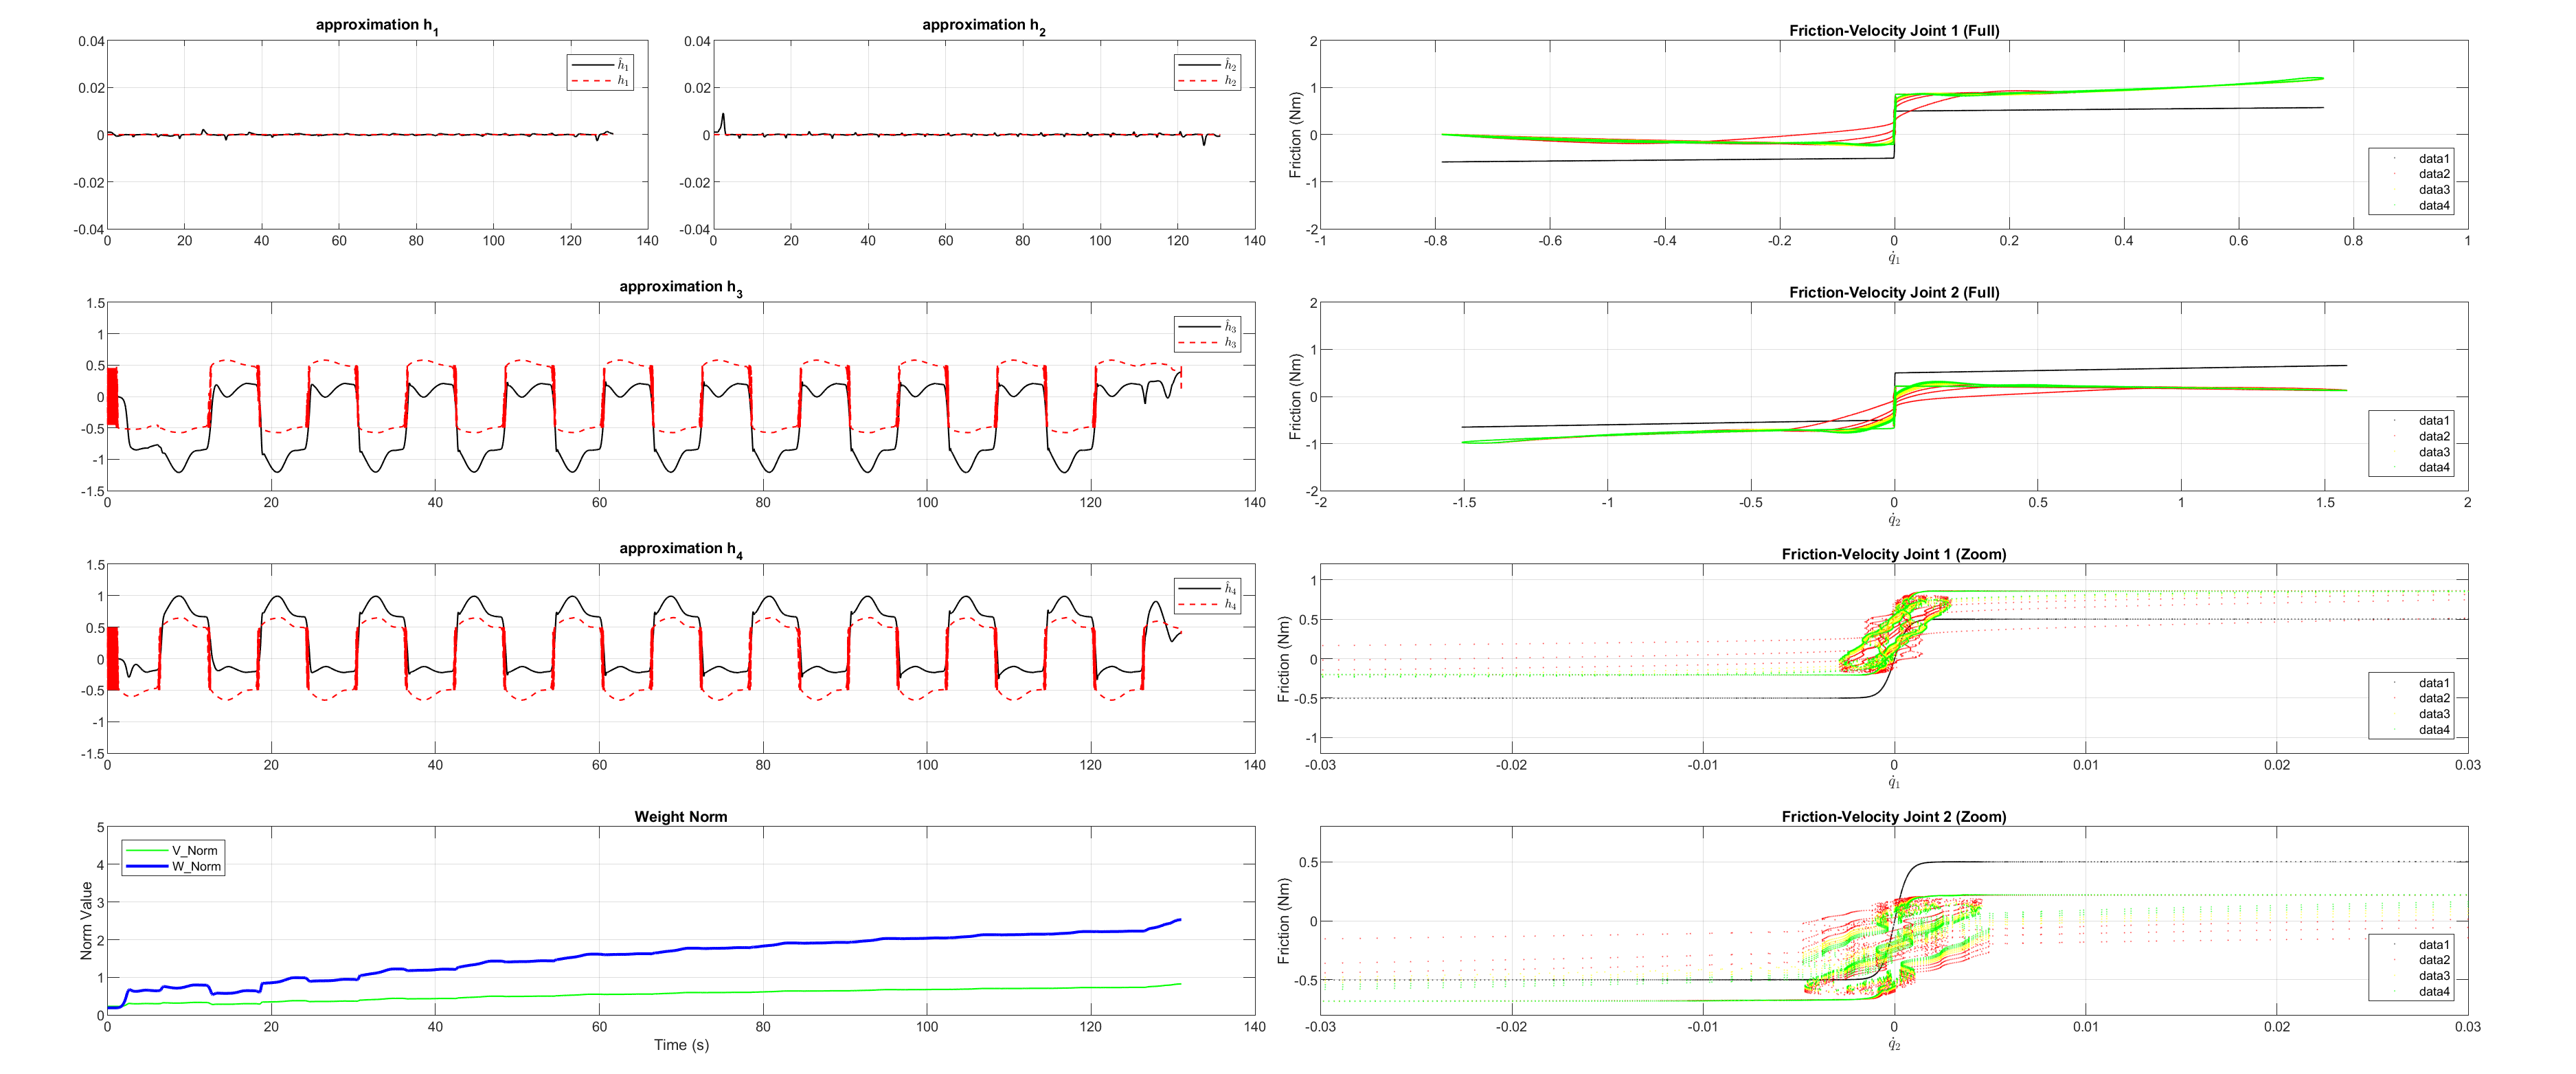 approximation h1
0.04
0.02
0
-0.02
-0.04
0 20 40 60 80 100 120 140
ĥ1
h1
approximation h2
0.04
0.02
0
-0.02
-0.04
0 20 40 60 80 100 120 140
ĥ2
h2
approximation h3
1.5
1
0.5
0
-0.5
-1
-1.5
0 20 40 60 80 100 120 140
ĥ3
h3
approximation h4
1.5
1
0.5
0
-0.5
-1
-1.5
0 20 40 60 80 100 120 140
ĥ4
h4
Weight Norm
Norm Value
5
4
3
2
1
0
0 20 40 60 80 100 120 140
Time (s)
V_Norm
W_Norm
Friction-Velocity Joint 1 (Full)
Friction (Nm)
2
1
0
-1
-2
-1 -0.8 -0.6 -0.4 -0.2 0 0.2 0.4 0.6 0.8 1
q̇1
data1
data2
data3
data4
Friction-Velocity Joint 2 (Full)
Friction (Nm)
2
1
0
-1
-2
-2 -1.5 -1 -0.5 0 0.5 1 1.5 2
q̇2
data1
data2
data3
data4
Friction-Velocity Joint 1 (Zoom)
Friction (Nm)
1
0.5
0
-0.5
-1
-0.03 -0.02 -0.01 0 0.01 0.02 0.03
q̇1
data1
data2
data3
data4
Friction-Velocity Joint 2 (Zoom)
Friction (Nm)
0.5
0
-0.5
-0.03 -0.02 -0.01 0 0.01 0.02 0.03
q̇2
data1
data2
data3
data4